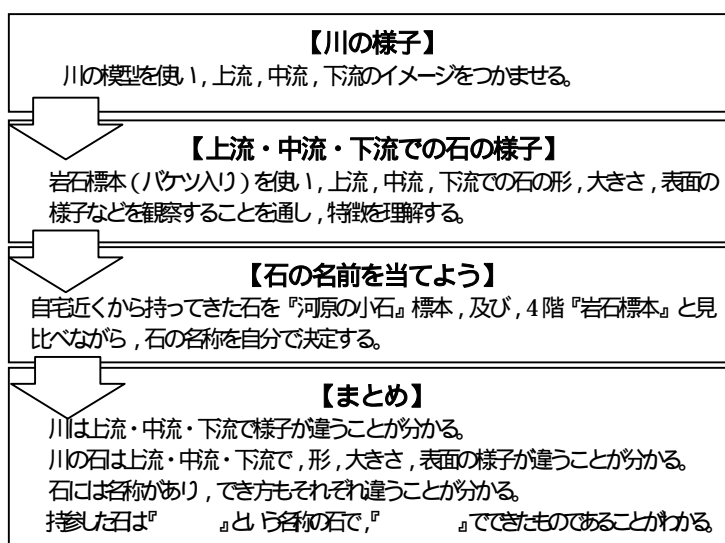 【川の様子】
川の模型を使い，上流，中流，下流のイメージをつかませる。
【上流・中流・下流での石の様子】
岩石標本（バケツ入り）を使い，上流，中流，下流での石の形，大きさ，表面の
様子などを観察することを通し，特徴を理解する。
【石の名前を当てよう】
自宅近くから持ってきた石を『河原の小石』標本，及び，4階『岩石標本』と見
比べながら，石の名称を自分で決定する。
【まとめ】
川は上流・中流・下流で様子が違うことが分かる。
川の石は上流・中流・下流で，形，大きさ，表面の様子が違うことが分かる。
石には名称があり，でき方もそれぞれ違うことが分かる。
持参した石は『　　　　』という名称の石で，『　　　　』でできたものであることがわかる。